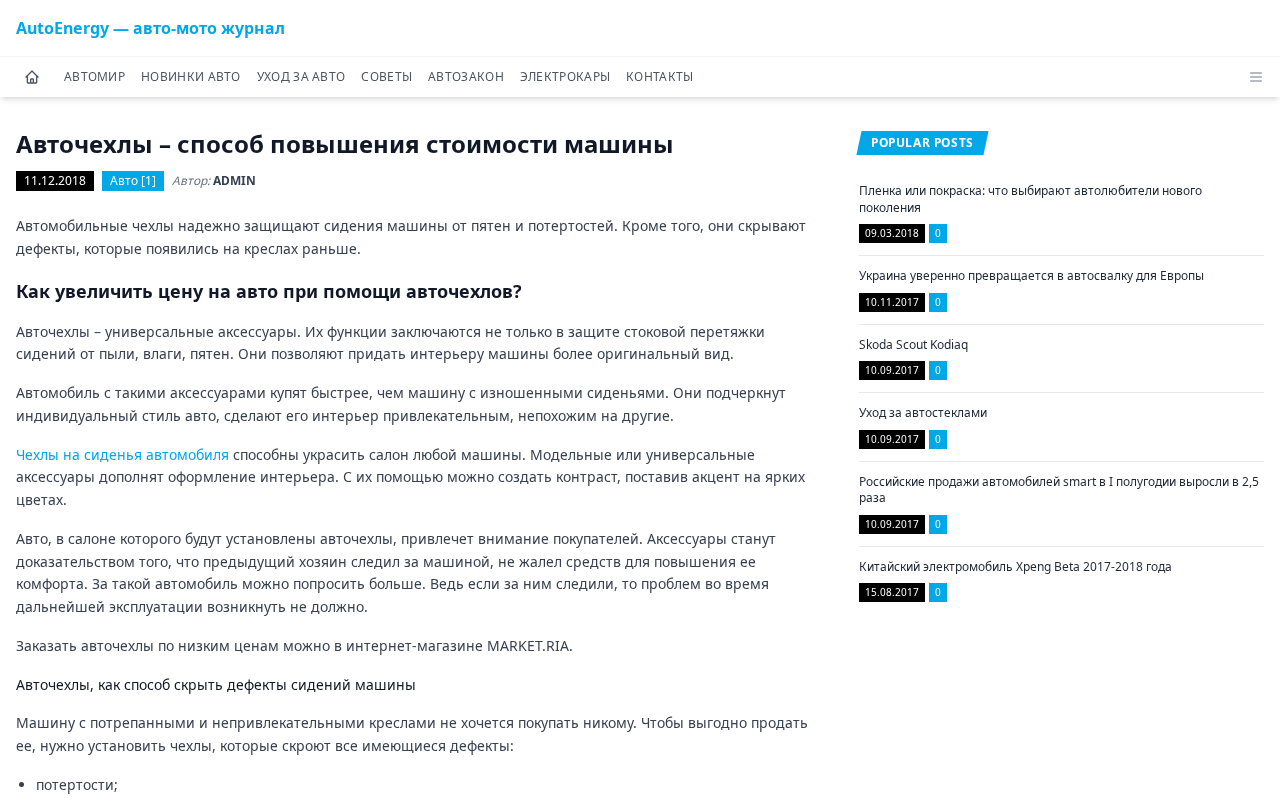 AutoEnergy — авто-мото журнал
АВТОМИР НОВИНКИ АВТО УХОД ЗА АВТО СОВЕТЫ АВТОЗАКОН ЭЛЕКТРОКАРЫ КОНТАКТЫ
Авточехлы – способ повышения стоимости машины
11.12.2018 Авто [1] Автор: ADMIN
Автомобильные чехлы надежно защищают сидения машины от пятен и потертостей. Кроме того, они скрывают
дефекты, которые появились на креслах раньше.
Как увеличить цену на авто при помощи авточехлов?
Авточехлы – универсальные аксессуары. Их функции заключаются не только в защите стоковой перетяжки
сидений от пыли, влаги, пятен. Они позволяют придать интерьеру машины более оригинальный вид.
Автомобиль с такими аксессуарами купят быстрее, чем машину с изношенными сиденьями. Они подчеркнут
индивидуальный стиль авто, сделают его интерьер привлекательным, непохожим на другие.
Чехлы на сиденья автомобиля способны украсить салон любой машины. Модельные или универсальные
аксессуары дополнят оформление интерьера. С их помощью можно создать контраст, поставив акцент на ярких
цветах.
Авто, в салоне которого будут установлены авточехлы, привлечет внимание покупателей. Аксессуары станут
доказательством того, что предыдущий хозяин следил за машиной, не жалел средств для повышения ее
комфорта. За такой автомобиль можно попросить больше. Ведь если за ним следили, то проблем во время
дальнейшей эксплуатации возникнуть не должно.
Заказать авточехлы по низким ценам можно в интернет-магазине MARKET.RIA.
Авточехлы, как способ скрыть дефекты сидений машины
Машину с потрепанными и непривлекательными креслами не хочется покупать никому. Чтобы выгодно продать
ее, нужно установить чехлы, которые скроют все имеющиеся дефекты:
• потертости;
POPULAR POSTS
Пленка или покраска: что выбирают автолюбители нового
поколения
09.03.2018 0
Украина уверенно превращается в автосвалку для Европы
10.11.2017 0
Skoda Scout Kodiaq
10.09.2017 0
Уход за автостеклами
10.09.2017 0
Российские продажи автомобилей smart в I полугодии выросли в 2,5
раза
10.09.2017 0
Китайский электромобиль Xpeng Beta 2017-2018 года
15.08.2017 0